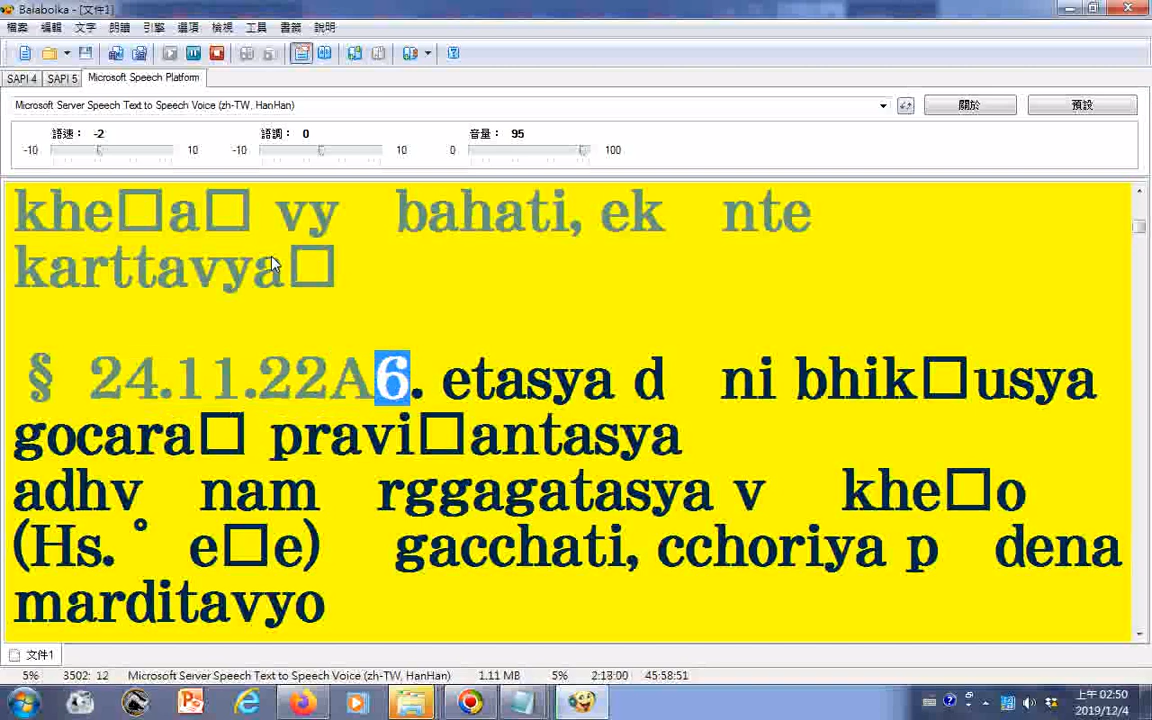 Balabolka - [文件1]
檔案 編輯 文字 朗讀 引擎 選項 檢視 工具 書籤 說明
SAPI 4 SAPI 5 Microsoft Speech Platform
Microsoft Server Speech Text to Speech Voice (zh-TW, HanHan) 關於 預設
語速： -2 語調： 0 音量： 95
-10 10 -10 10 0 100
khe□a□ vy bahati, ek nte
karttavya□
§ 24.11.22A6. etasya d ni bhik□usya
gocara□ pravi□antasya
adhv nam rggagatasya v khe□o
(Hs. ° e□e) gacchati, cchoriya p dena
marditavyo
文件1
5% 3502: 12 Microsoft Server Speech Text to Speech Voice (zh-TW, HanHan) 1.11 MB 5% 2:18:00 45:58:51
上午 02:50
2019/12/4